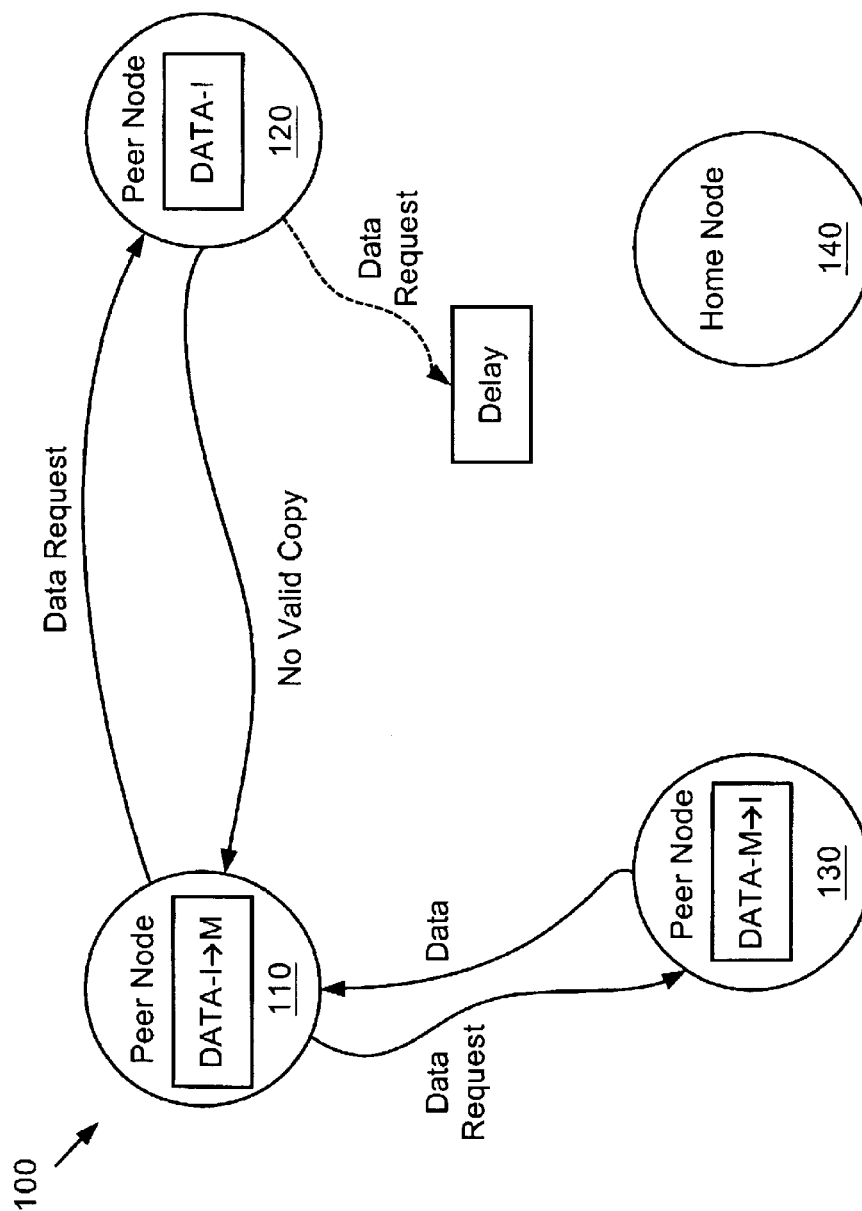 100
Peer Node
DATA-I→M
110
Data Request
No Valid Copy
Peer Node
DATA-I
120
Data
Request
Delay
Data
Request
Data
Peer Node
DATA-M→I
130
Home Node
140